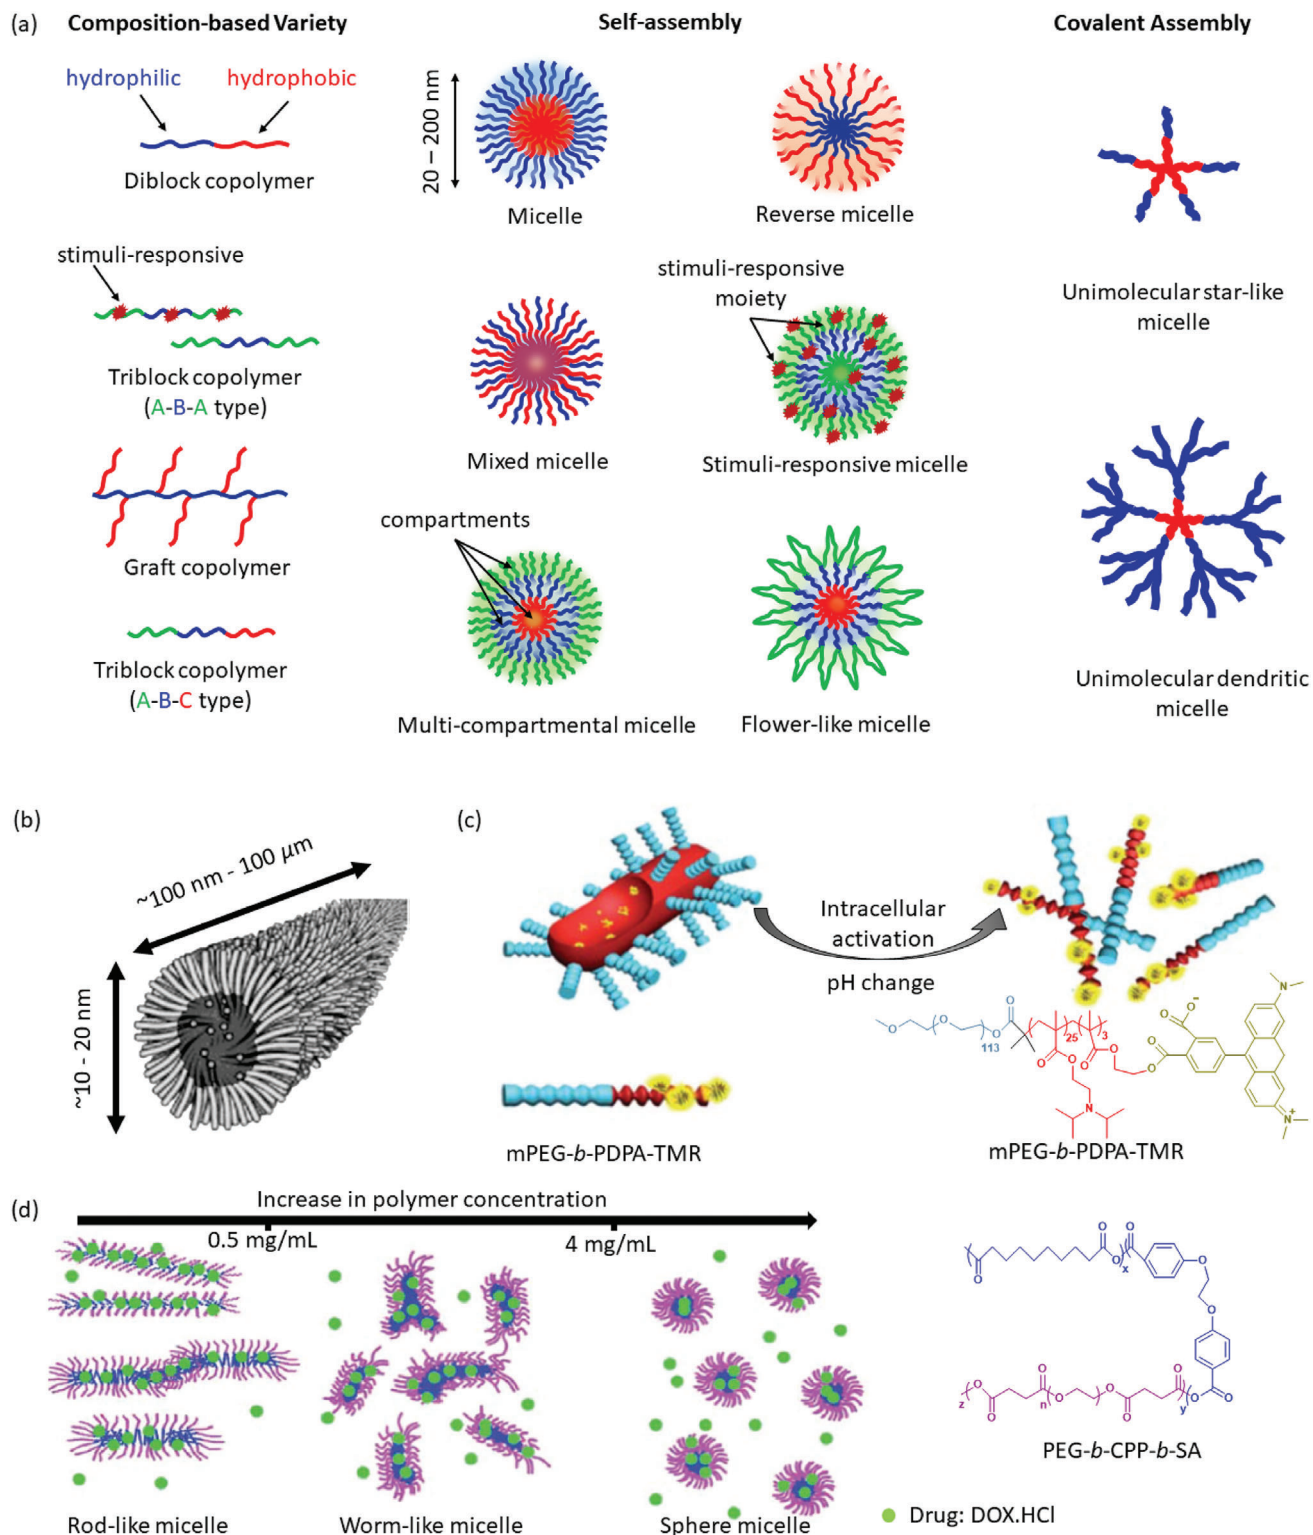 (a)
Composition-based Variety
Self-assembly
Covalent Assembly
hydrophilic
hydrophobic
Diblock copolymer
20 – 200 nm
Micelle
Reverse micelle
stimuli-responsive
Triblock copolymer
(A-B-A type)
stimuli-responsive
moiety
Mixed micelle
Stimuli-responsive micelle
Unimolecular star-like
micelle
Graft copolymer
compartments
Triblock copolymer
(A-B-C type)
Multi-compartmental micelle
Flower-like micelle
Unimolecular dendritic
micelle
(b)
~100 nm - 100 μm
~10 - 20 nm
(c)
Intracellular
activation
pH change
mPEG-b-PDPA-TMR
O
O
O
O
113
25
3
O
O
O
O
N
O
O
O
O⁻
N
N⁺
mPEG-b-PDPA-TMR
(d)
Increase in polymer concentration
0.5 mg/mL
4 mg/mL
Rod-like micelle
Worm-like micelle
Sphere micelle
O
O
O
x
O
O
O
O
O
y
O
O
O
O
n
O
O
z
PEG-b-CPP-b-SA
Drug: DOX.HCl